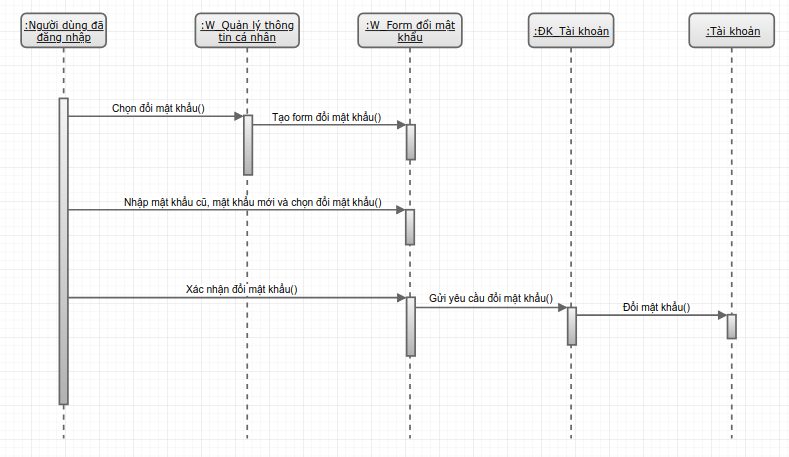 :Người dùng đã
đăng nhập
:W_Quản lý thông
tin cá nhân
:W_Form đổi mật
khẩu
:ĐK_Tài khoản
:Tài khoản
Chọn đổi mật khẩu()
Tạo form đổi mật khẩu()
Nhập mật khẩu cũ, mật khẩu mới và chọn đổi mật khẩu()
Xác nhận đổi mật khẩu()
Gửi yêu cầu đổi mật khẩu()
Đổi mật khẩu()